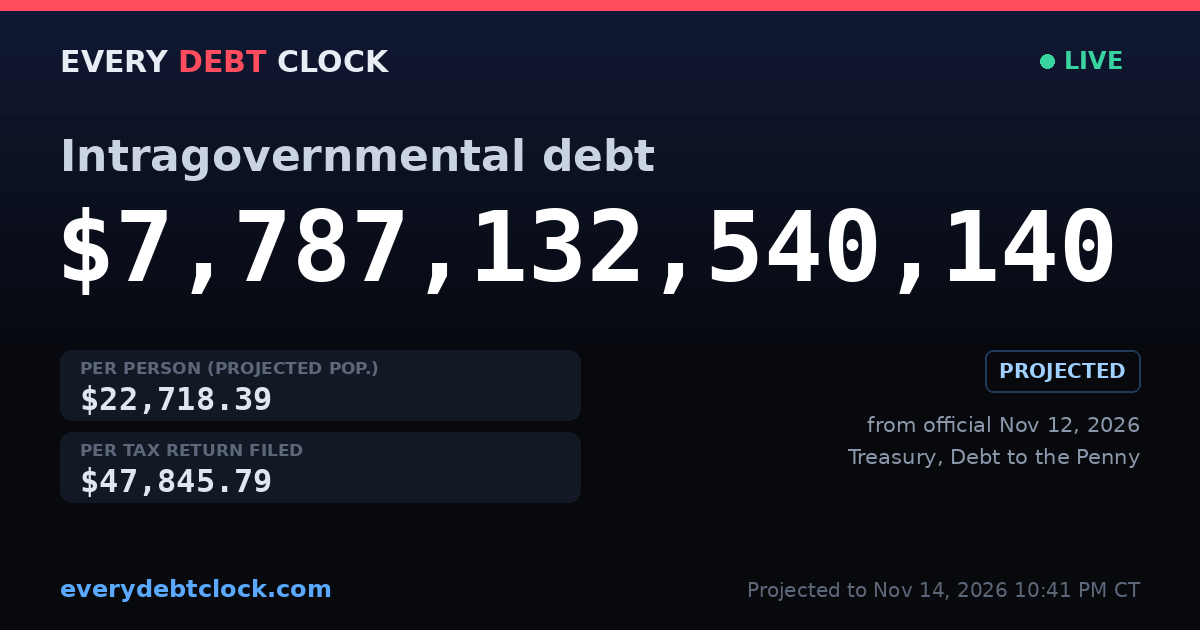 EVERY DEBT CLOCK
LIVE
Intragovernmental debt
$7,787,132,540,140
PER PERSON (PROJECTED POP.)
$22,718.39
PER TAX RETURN FILED
$47,845.79
PROJECTED
from official Nov 12, 2026
Treasury, Debt to the Penny
everydebtclock.com
Projected to Nov 14, 2026 10:41 PM CT